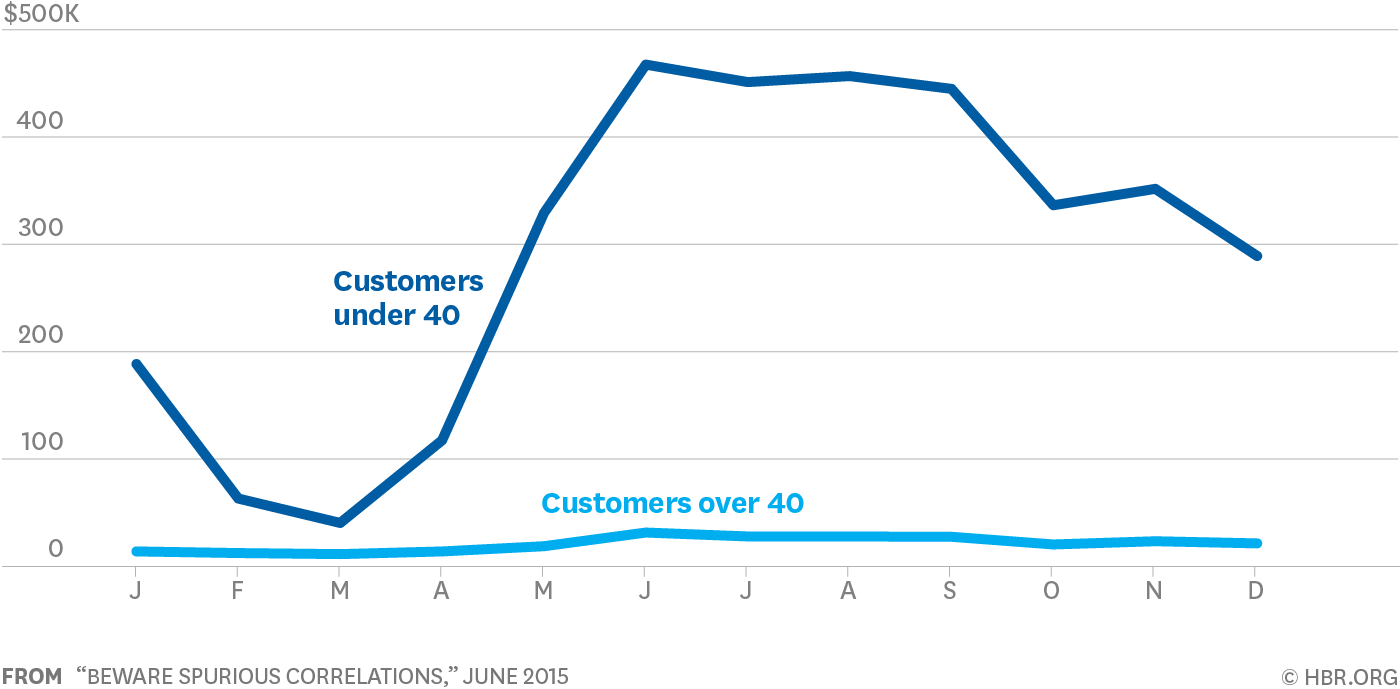 $500K
400
300
200
100
0
Customers
under 40
Customers over 40
J F M A M J J A S O N D
FROM “BEWARE SPURIOUS CORRELATIONS,” JUNE 2015
© HBR.ORG